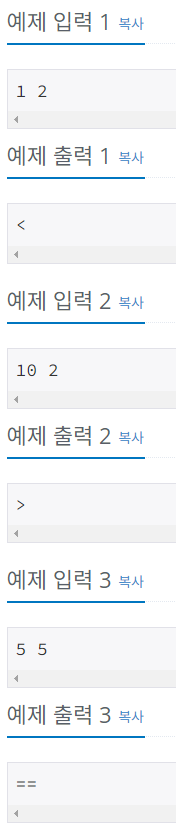 예제 입력 1 복사
1 2
예제 출력 1 복사
<
예제 입력 2 복사
10 2
예제 출력 2 복사
>
예제 입력 3 복사
5 5
예제 출력 3 복사
==